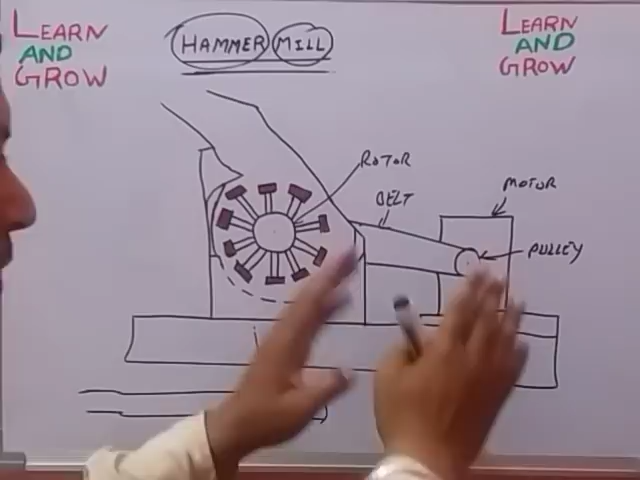 LEARN
AND
GROW
HAMMER MILL
LEARN
AND
GROW
ROTOR
BELT
MOTOR
PULLEY